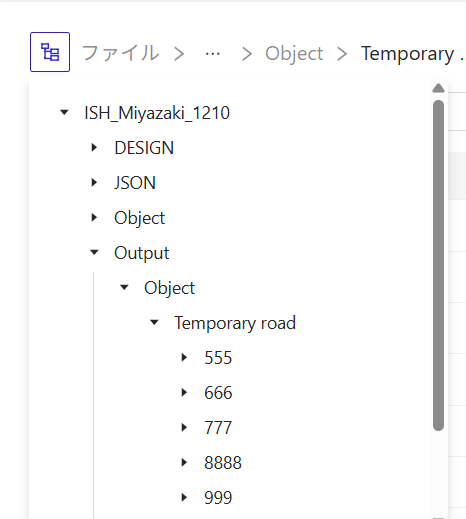 ファイル > ... > Object > Temporary ...
ISH_Miyazaki_1210
DESIGN
JSON
Object
Output
Object
Temporary road
555
666
777
8888
999